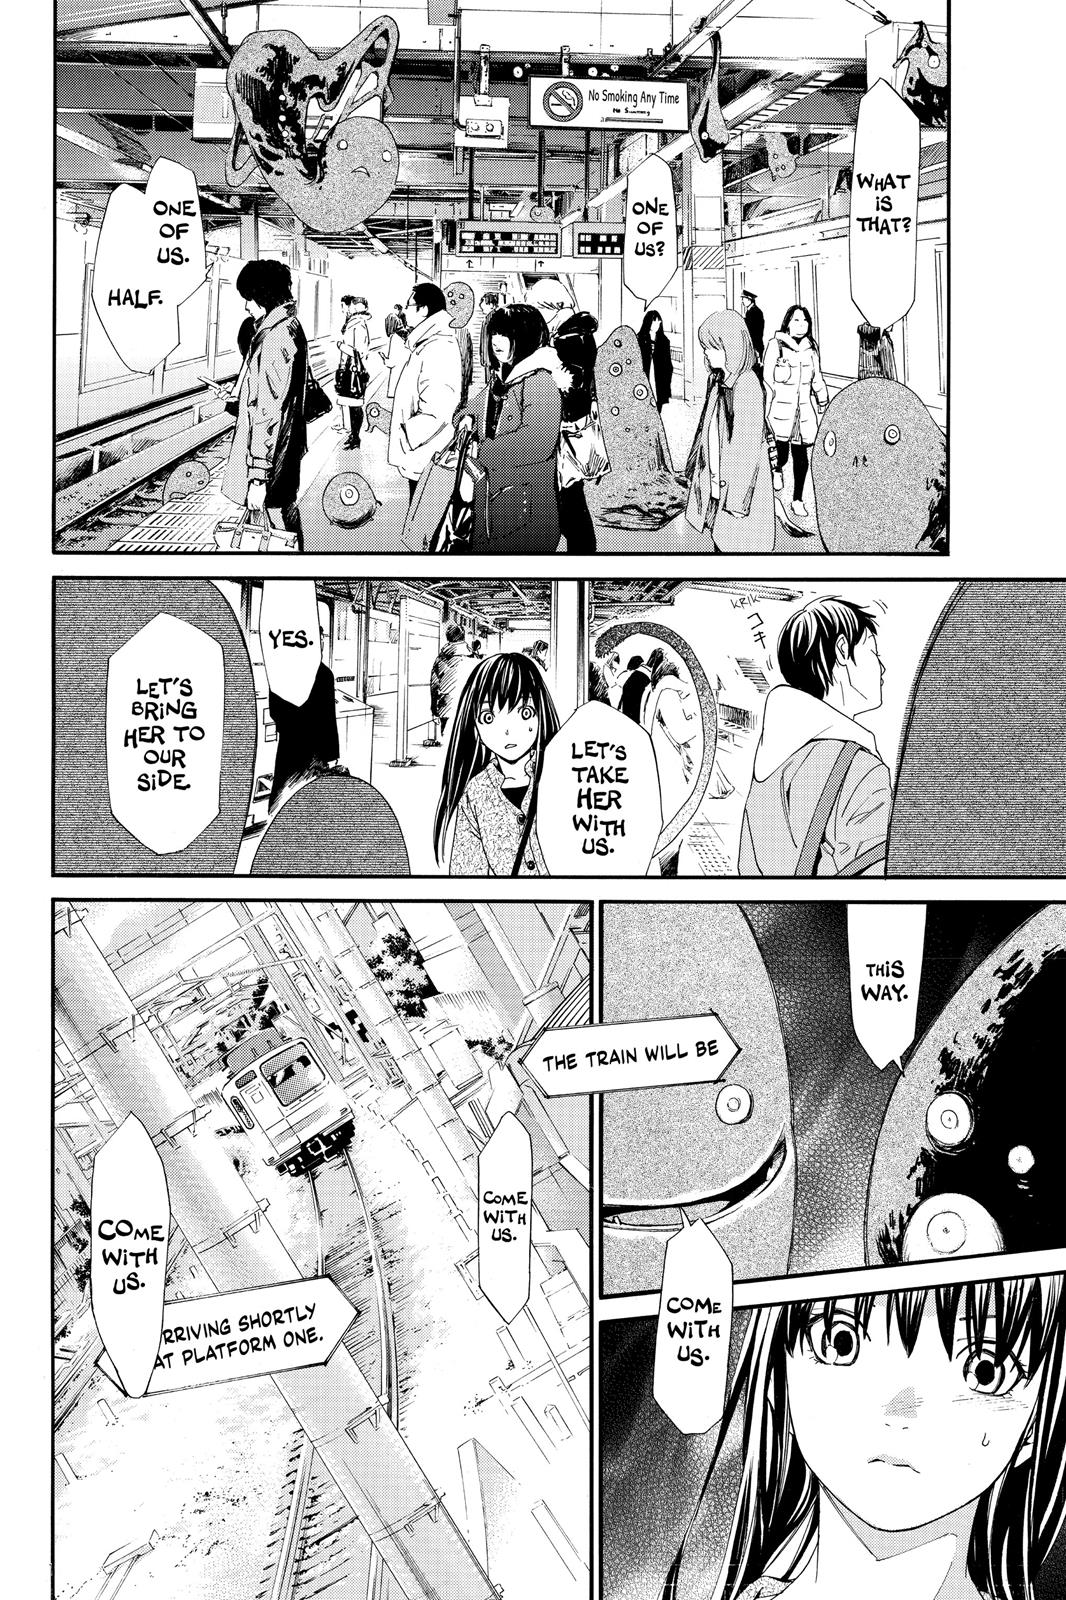 No Smoking Any Time
WHAT
IS
THAT?
ONE
OF
US?
ONE
OF
US.
HALF.
KRIK
コキ
LET'S
TAKE
HER
WITH
US.
YES.
LET'S
BRING
HER TO
OUR
SIDE
THIS
WAY.
THE TRAIN WILL BE
COME
WITH
US.
COME
WITH
US.
COME
WITH
US.
RRIVING SHORTLY
AT PLATFORM ONE.